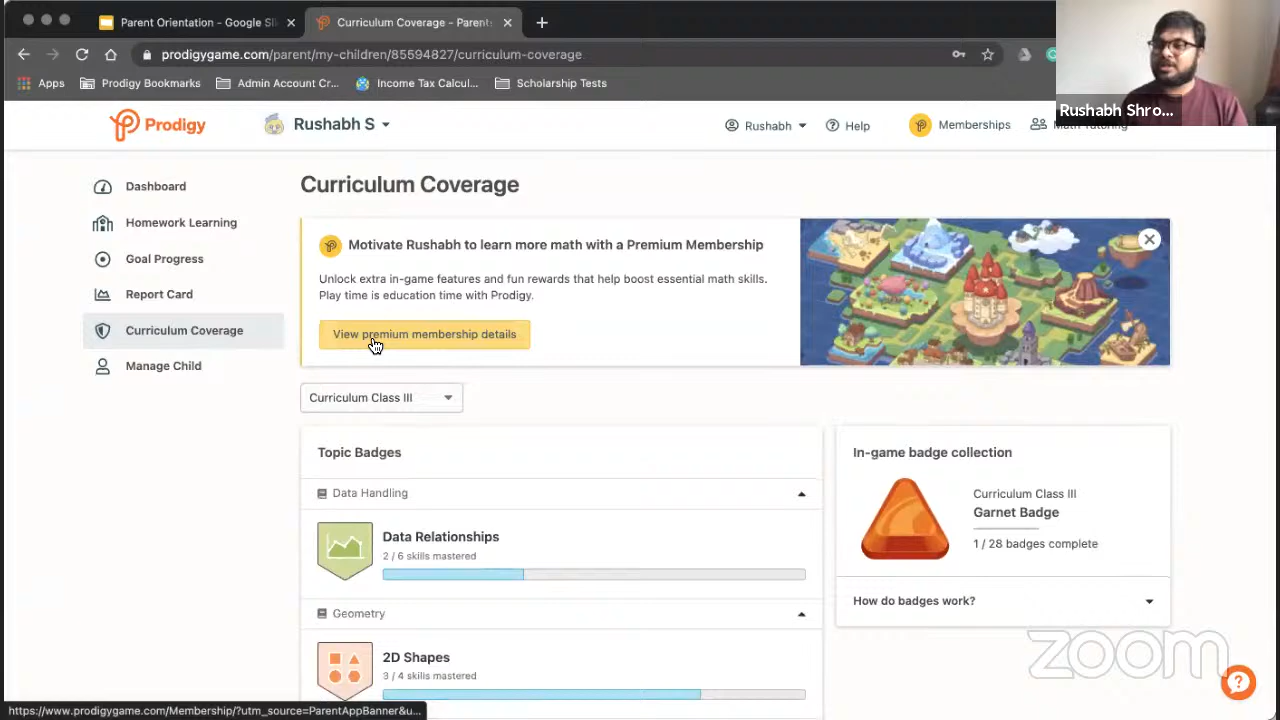 Parent Orientation - Google Sli
Curriculum Coverage - Parent
prodigygame.com/parent/my-children/85594827/curriculum-coverage
Apps
Prodigy Bookmarks
Admin Account Cr...
Income Tax Calcul...
Scholarship Tests
Rushabh Shro...
Prodigy
Rushabh S
Rushabh
Help
Memberships
Math Tutoring
Dashboard
Homework Learning
Goal Progress
Report Card
Curriculum Coverage
Manage Child
Curriculum Coverage
Motivate Rushabh to learn more math with a Premium Membership
Unlock extra in-game features and fun rewards that help boost essential math skills.
Play time is education time with Prodigy.
View premium membership details
Curriculum Class III
Topic Badges
Data Handling
Data Relationships
2 / 6 skills mastered
Geometry
2D Shapes
3 / 4 skills mastered
In-game badge collection
Curriculum Class III
Garnet Badge
1 / 28 badges complete
How do badges work?
zoom
https://www.prodigygame.com/Membership/?utm_source=ParentAppBanner&u...